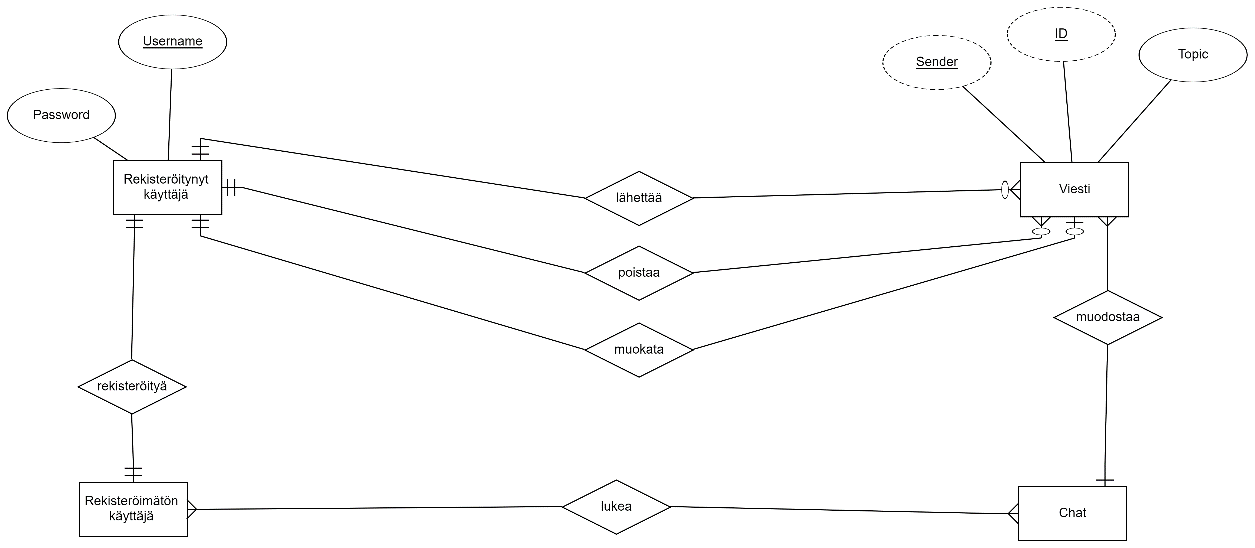 Username
Password
Sender
ID
Topic
Rekisteröitynyt
käyttäjä
lähettää
Viesti
poistaa
muokata
muodostaa
rekisteröityä
Rekisteröimätön
käyttäjä
lukea
Chat